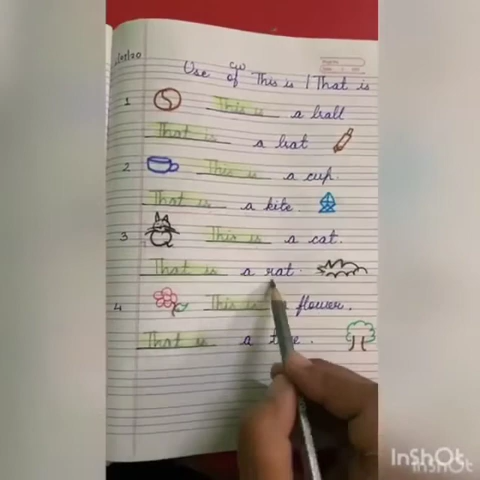 CW
Use of This is / That is
1 This is a ball
That is a bat
2 This is a cup.
That is a kite.
3 This is a cat.
That is a rat.
4 This is a flower.
That is a
InShOt